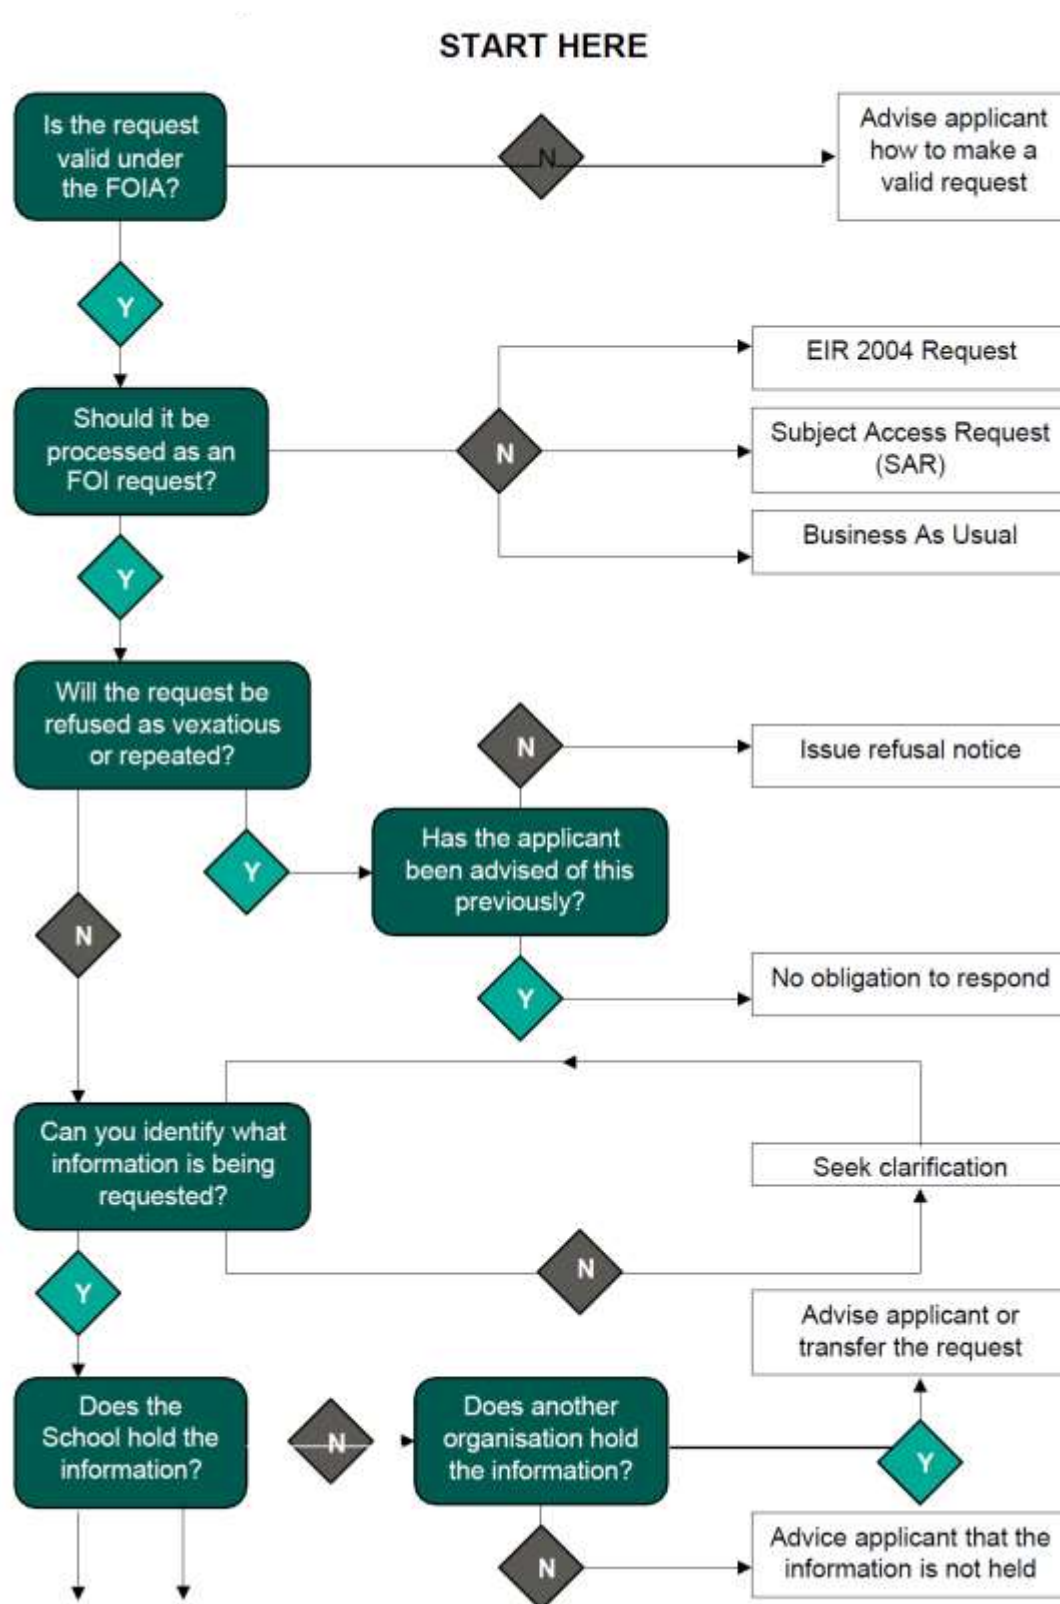 START HERE
Is the request
valid under
the FOIA?
N
Advise applicant
how to make a
valid request
Y
EIR 2004 Request
Should it be
processed as an
FOI request?
N
Subject Access Request
(SAR)
Business As Usual
Y
Will the request be
refused as vexatious
or repeated?
N
Issue refusal notice
Y
Has the applicant
been advised of this
previously?
N
Y
No obligation to respond
Can you identify what
information is being
requested?
Seek clarification
Y
N
Advise applicant or
transfer the request
Does the
School hold the
information?
N
Does another
organisation hold
the information?
Y
N
Advice applicant that the
information is not held